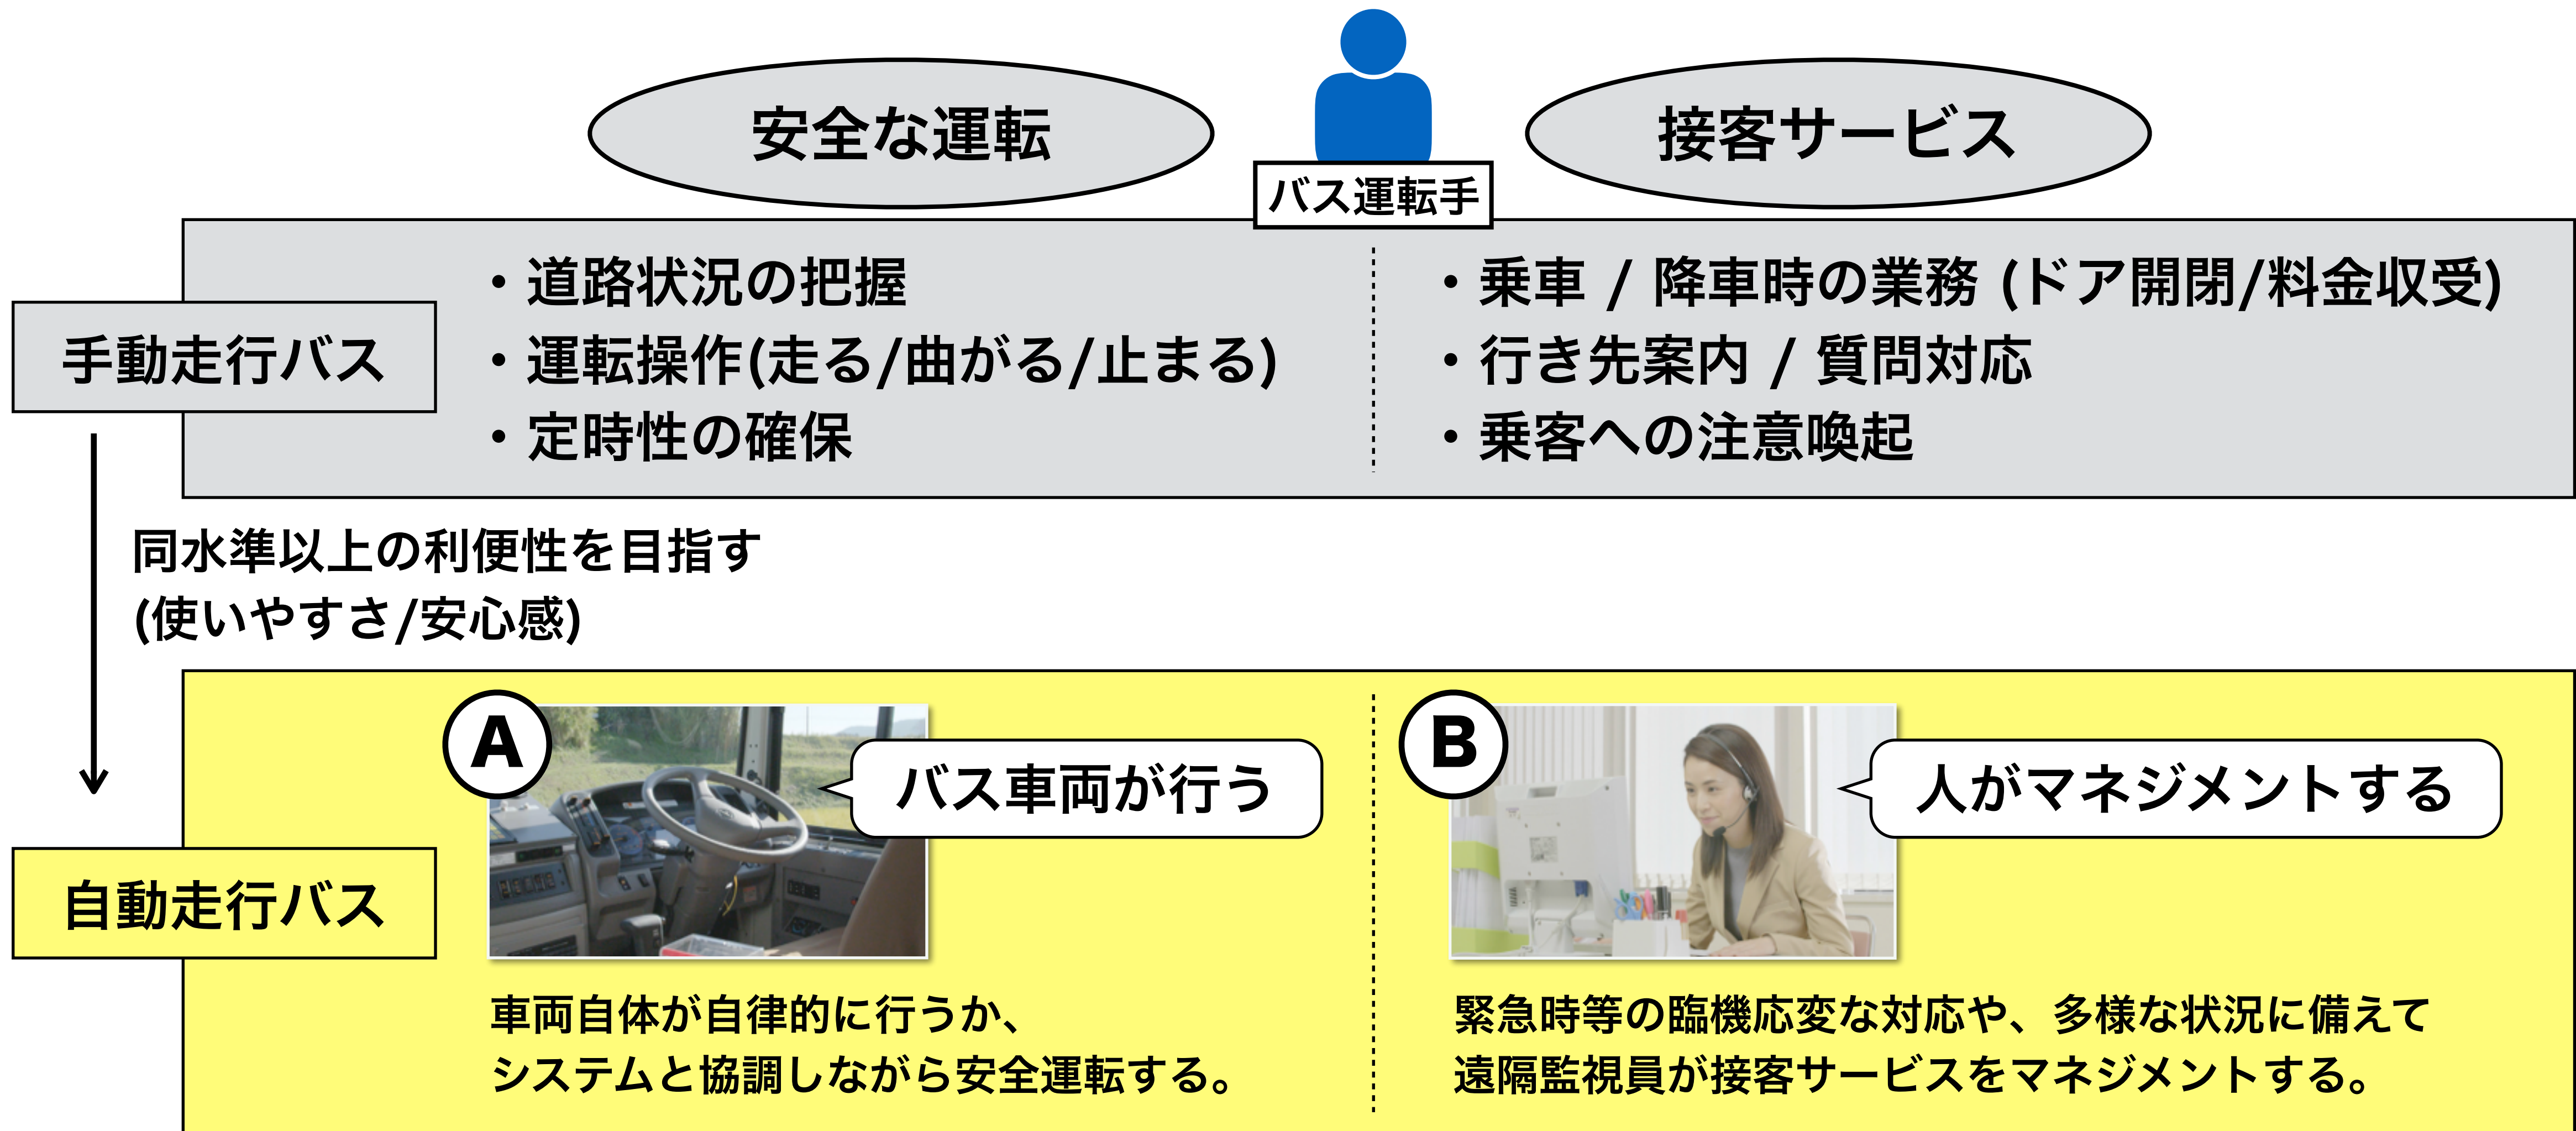 安全な運転
接客サービス
バス運転手
手動走行バス
・道路状況の把握
・運転操作(走る/曲がる/止まる)
・定時性の確保
・乗車 / 降車時の業務 (ドア開閉/料金収受)
・行き先案内 / 質問対応
・乗客への注意喚起
同水準以上の利便性を目指す
(使いやすさ/安心感)
自動走行バス
A
バス車両が行う
車両自体が自律的に行うか、
システムと協調しながら安全運転する。
B
人がマネジメントする
緊急時等の臨機応変な対応や、多様な状況に備えて
遠隔監視員が接客サービスをマネジメントする。